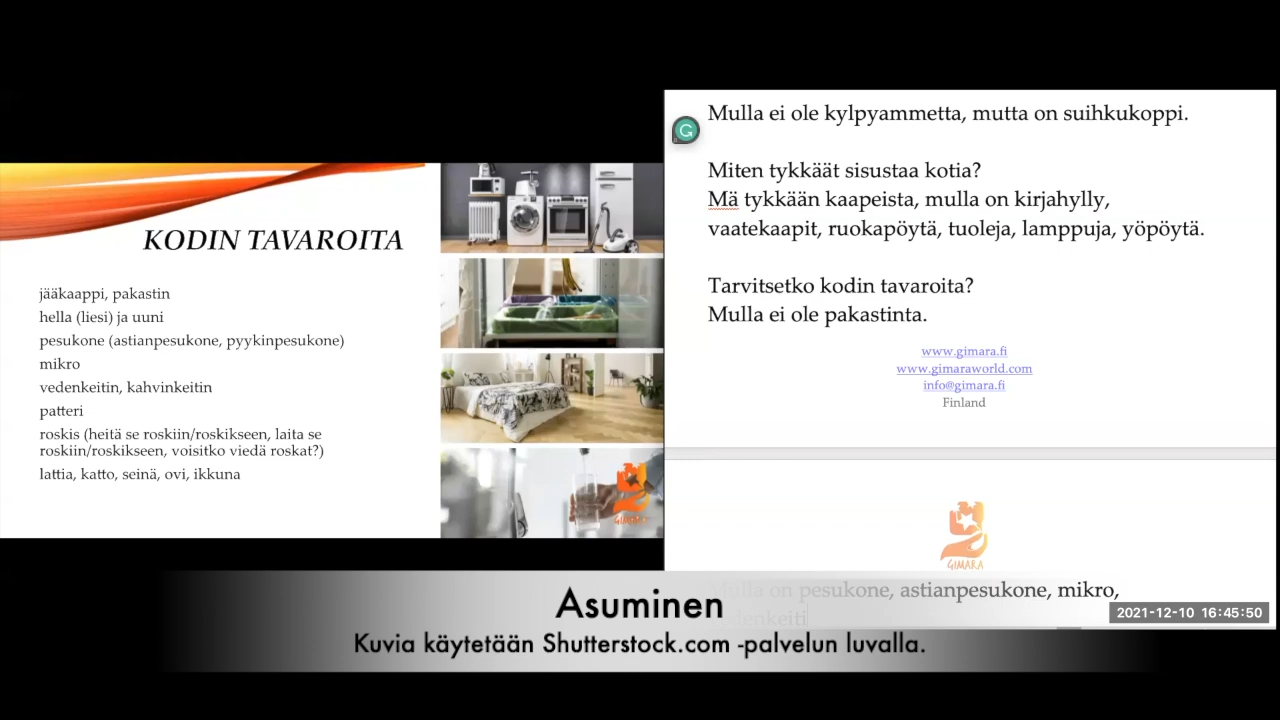 KODIN TAVAROITA
jääkaappi, pakastin
hella (liesi) ja uuni
pesukone (astianpesukone, pyykinpesukone)
mikro
vedenkeitin, kahvinkeitin
patteri
roskis (heitä se roskiin/roskikseen, laita se
roskiin/roskikseen, voisitko viedä roskat?)
lattia, katto, seinä, ovi, ikkuna
GIMARA
Mulla ei ole kylpyammetta, mutta on suihkukoppi.
G
Miten tykkäät sisustaa kotia?
Mä tykkään kaapeista, mulla on kirjahylly,
vaatekaapit, ruokapöytä, tuoleja, lamppuja, yöpöytä.
Tarvitsetko kodin tavaroita?
Mulla ei ole pakastinta.
www.gimara.fi
www.gimaraworld.com
info@gimara.fi
Finland
GIMARA
Mulla on pesukone, astianpesukone, mikro,
2021-12-10 16:45:50
Asuminen
Kuvia käytetään Shutterstock.com -palvelun luvalla.